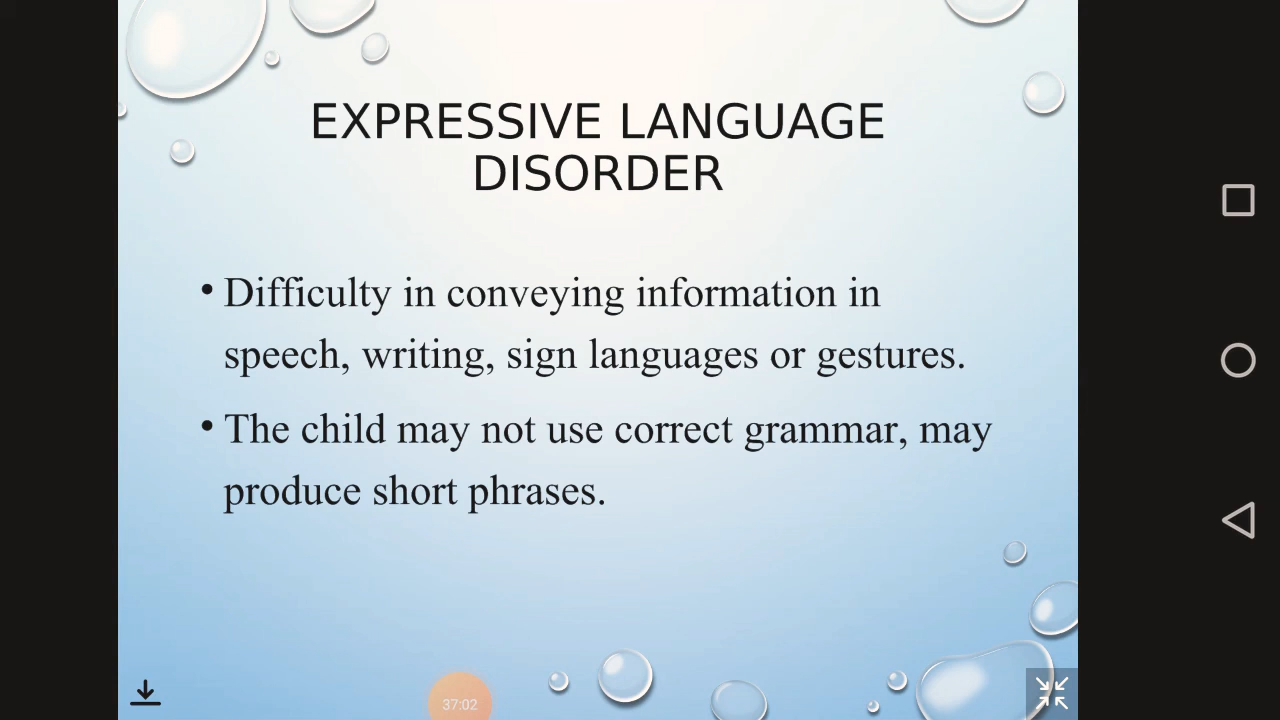 EXPRESSIVE LANGUAGE
DISORDER
• Difficulty in conveying information in
speech, writing, sign languages or gestures.
• The child may not use correct grammar, may
produce short phrases.
37:02